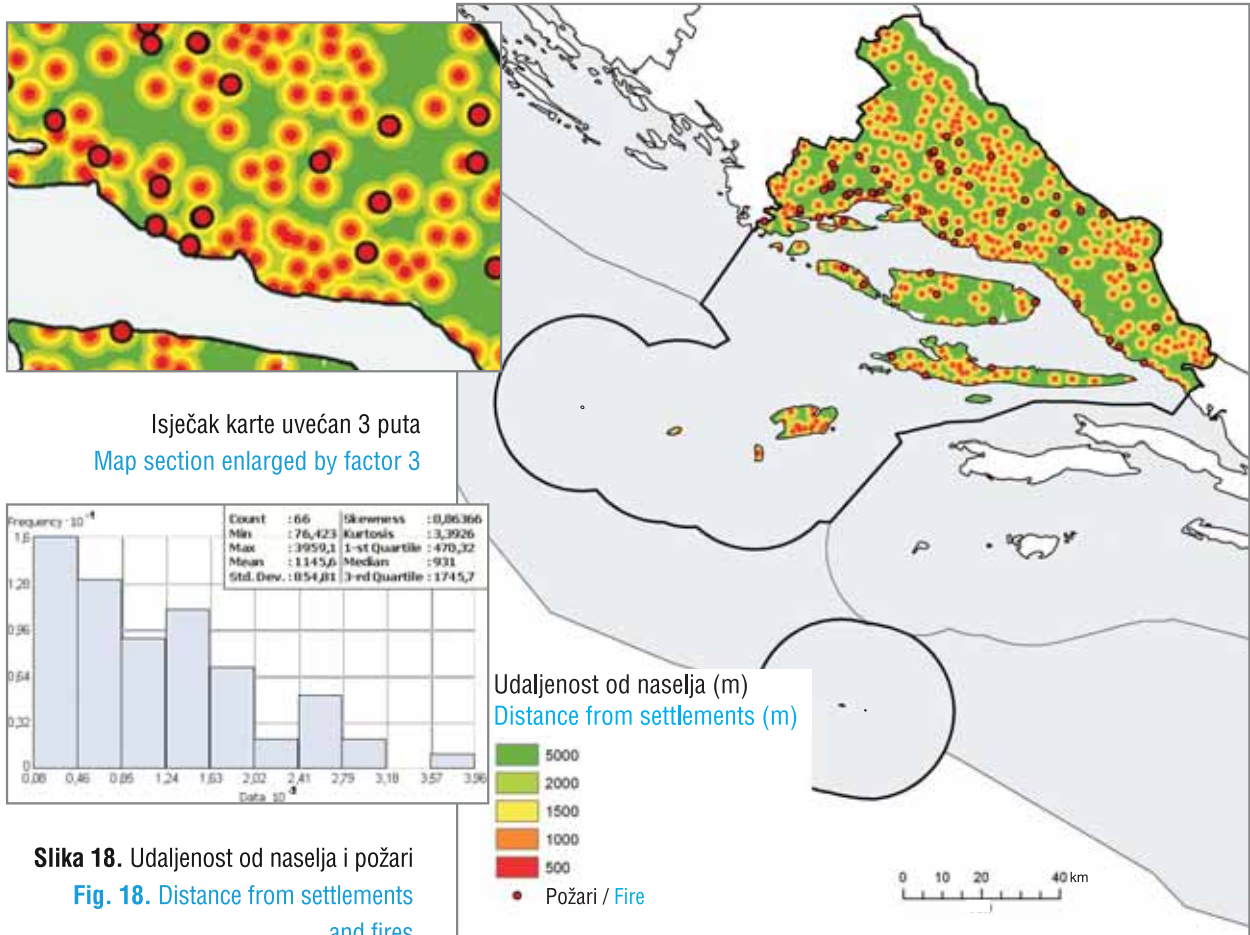 Isječak karte uvećan 3 puta
Map section enlarged by factor 3
Frequency · 10⁻¹
Count : 66 Skewness : 0,86366
Min : 76,423 Kurtosis : 3,3926
Max : 3959,1 1-st Quartile : 470,32
Mean : 1145,6 Median : 931
Std. Dev. : 854,81 3-rd Quartile : 1745,7
1,6
1,28
0,96
0,64
0,32
0
0,08 0,46 0,85 1,24 1,63 2,02 2,41 2,79 3,18 3,57 3,96
Data · 10⁻³
Slika 18. Udaljenost od naselja i požari
Fig. 18. Distance from settlements
and fires
Udaljenost od naselja (m)
Distance from settlements (m)
5000
2000
1500
1000
500
Požari / Fire
0 10 20 40 km